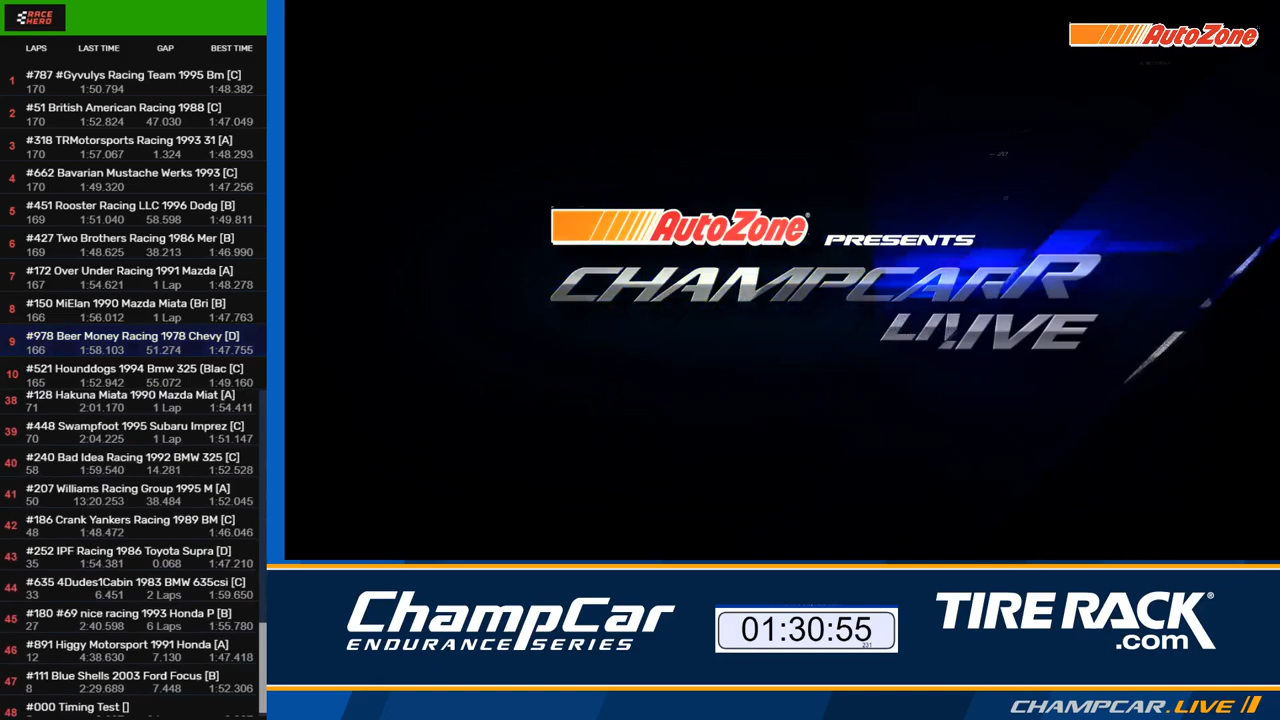 RACE HERO
LAPS LAST TIME GAP BEST TIME
1 #787 #Gyvulys Racing Team 1995 Bm [C]
170 1:50.794 1:48.382
2 #51 British American Racing 1988 [C]
170 1:52.824 47.030 1:47.049
3 #318 TRMotorsports Racing 1993 31 [A]
170 1:57.067 1.324 1:48.293
4 #662 Bavarian Mustache Werks 1993 [C]
170 1:49.320 1:47.256
5 #451 Rooster Racing LLC 1996 Dodg [B]
169 1:51.040 58.598 1:49.811
6 #427 Two Brothers Racing 1986 Mer [B]
169 1:48.625 38.213 1:46.990
7 #172 Over Under Racing 1991 Mazda [A]
167 1:54.621 1 Lap 1:48.278
8 #150 MiElan 1990 Mazda Miata (Bri [B]
166 1:56.012 1 Lap 1:47.763
9 #978 Beer Money Racing 1978 Chevy [D]
166 1:58.103 51.274 1:47.755
10 #521 Hounddogs 1994 Bmw 325 (Blac [C]
165 1:52.942 55.072 1:49.160
38 #128 Hakuna Miata 1990 Mazda Miat [A]
71 2:01.170 1 Lap 1:54.411
39 #448 Swampfoot 1995 Subaru Imprez [C]
70 2:04.225 1 Lap 1:51.147
40 #240 Bad Idea Racing 1992 BMW 325 [C]
58 1:59.540 14.281 1:52.528
41 #207 Williams Racing Group 1995 M [A]
50 13:20.253 38.484 1:52.045
42 #186 Crank Yankers Racing 1989 BM [C]
48 1:48.472 1:46.046
43 #252 IPF Racing 1986 Toyota Supra [D]
35 1:54.381 0.068 1:47.210
44 #635 4Dudes1Cabin 1983 BMW 635csi [C]
33 6.451 2 Laps 1:59.650
45 #180 #69 nice racing 1993 Honda P [B]
27 2:40.598 6 Laps 1:55.780
46 #891 Higgy Motorsport 1991 Honda [A]
12 4:38.630 7.130 1:47.418
47 #111 Blue Shells 2003 Ford Focus [B]
8 2:29.689 7.448 1:52.306
48 #000 Timing Test []
AutoZone
AutoZone PRESENTS
CHAMPCAR
LIVE
ChampCar
ENDURANCE SERIES
01:30:55
231
TIRE RACK
.com
CHAMPCAR.LIVE